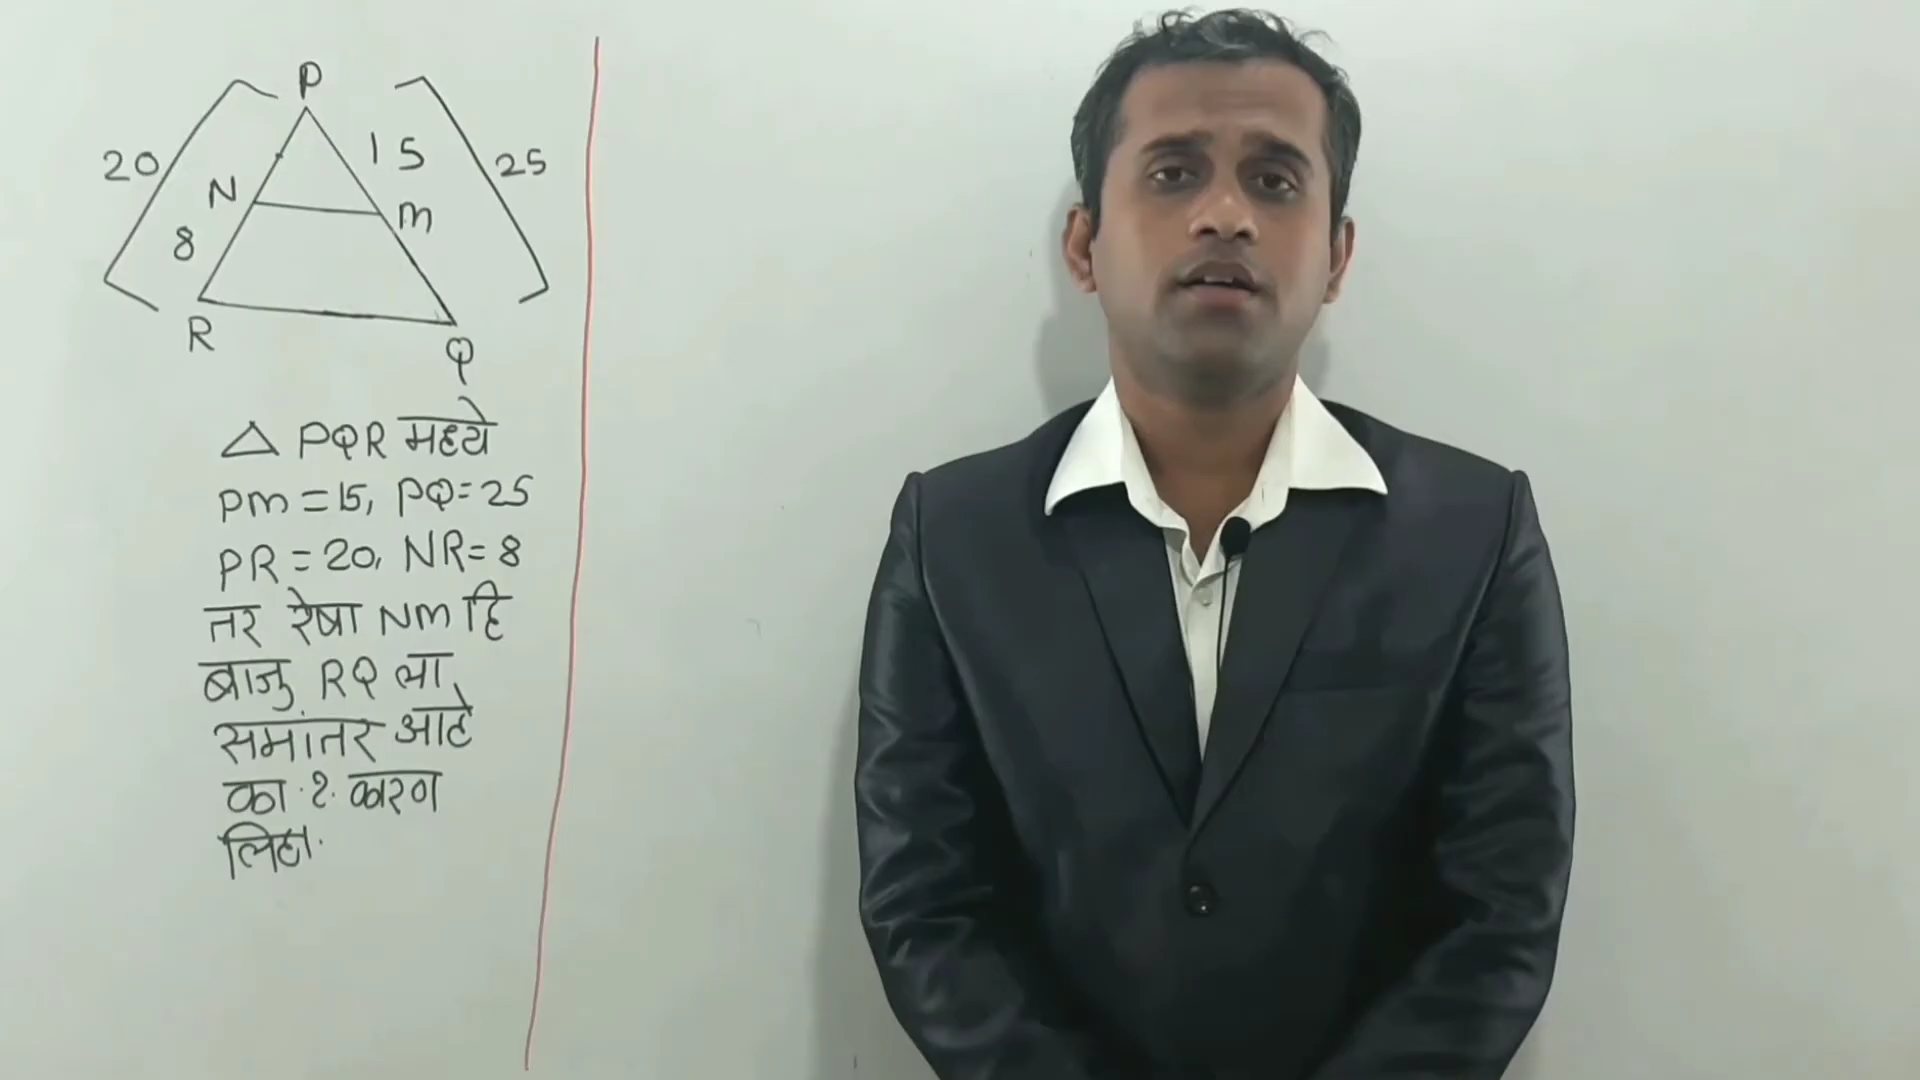 P
20
15
25
N
m
8
R
Q
△ PQR मध्ये
Pm = 15, PQ = 25
PR = 20, NR = 8
तर रेषा Nm हि
बाजु RQ ला
समांतर आहे
का.?. कारण
लिहा.